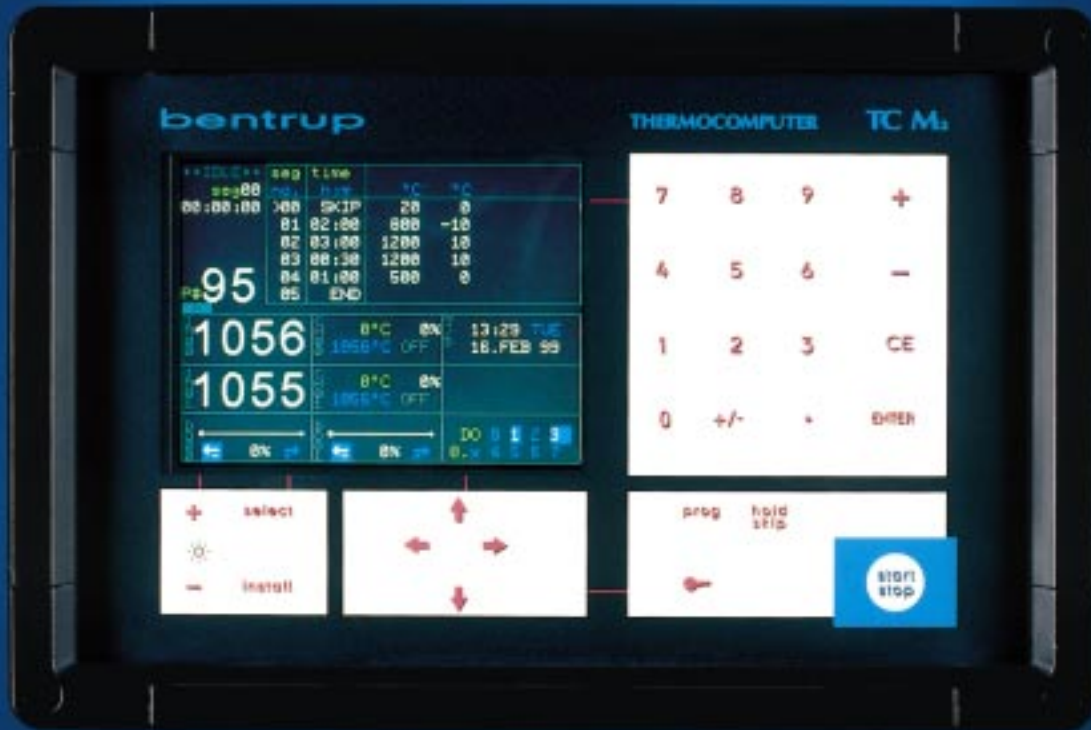 bentrup
THERMOCOMPUTER TC M
**IDLE** seg time
seg00 no. h:m °C °C
00:00:00 >00 SKIP 20 0
01 02:00 600 -10
02 03:00 1200 10
03 00:30 1200 10
04 01:00 500 0
95 05 END
1056 0°C 0% 13:29 TUE
1056°C OFF 16.FEB 99
1055 0°C 0%
1056°C OFF
DO 1 3
0% 0%
7 8 9 +
4 5 6 −
1 2 3 CE
0 +/- . ENTER
+ select
− install
prog hold
skip
start
stop